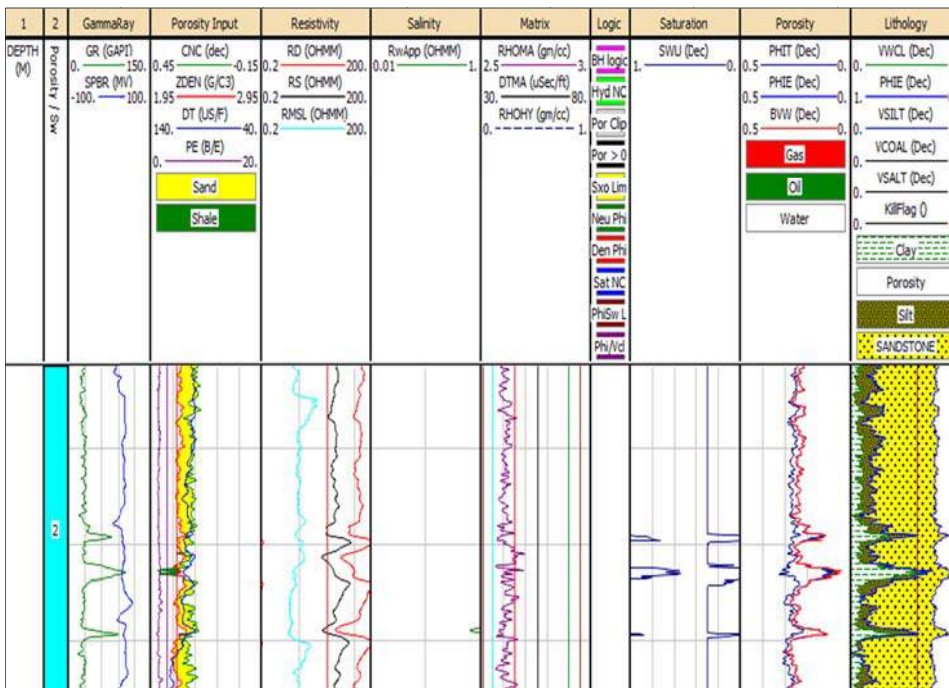 1 2 GammaRay Porosity Input Resistivity Salinity Matrix Logic Saturation Porosity Lithology
DEPTH
(M)
Porosity / Sw
GR (GAPI)
0. 150.
SPBR (MV)
-100. 100.
CNC (dec)
0.45 -0.15
ZDEN (G/C3)
1.95 2.95
DT (US/F)
140. 40.
PE (B/E)
0. 20.
Sand
Shale
RD (OHMM)
0.2 200.
RS (OHMM)
0.2 200.
RMSL (OHMM)
0.2 200.
RwApp (OHMM)
0.01 1.
RHOMA (gm/cc)
2.5 3.
DTMA (uSec/ft)
30. 80.
RHOHY (gm/cc)
0. 1.
BH logic
Hyd NC
Por Clip
Por > 0
Sxo Lim
Neu Phi
Den Phi
Sat NC
PhiSw L
Phi/Vcl
SWU (Dec)
1. 0.
PHIT (Dec)
0.5 0.
PHIE (Dec)
0.5 0.
BVW (Dec)
0.5 0.
Gas
Oil
Water
VWCL (Dec)
0.
PHIE (Dec)
1.
VSILT (Dec)
0.
VCOAL (Dec)
0.
VSALT (Dec)
0.
KillFlag ()
0.
Clay
Porosity
Silt
SANDSTONE
2